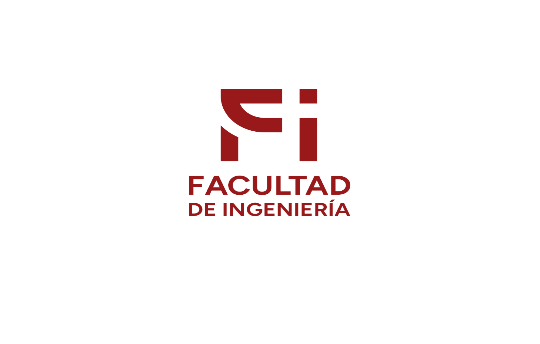 Fi
FACULTAD
DE INGENIERÍA